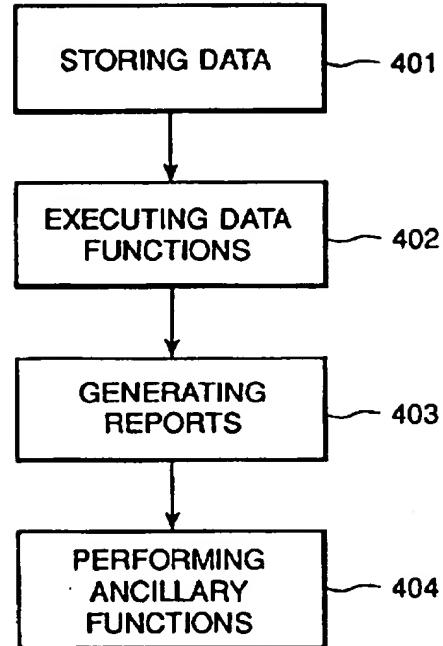 STORING DATA
401
EXECUTING DATA
FUNCTIONS
402
GENERATING
REPORTS
403
PERFORMING
ANCILLARY
FUNCTIONS
404